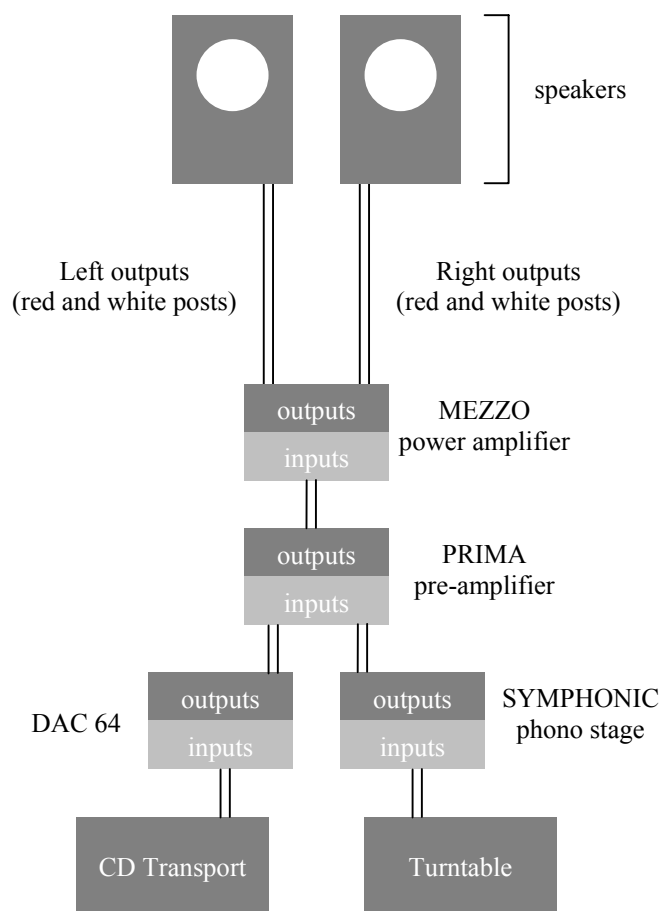 speakers
Left outputs
(red and white posts)
Right outputs
(red and white posts)
outputs
inputs
MEZZO
power amplifier
outputs
inputs
PRIMA
pre-amplifier
DAC 64
outputs
inputs
outputs
inputs
SYMPHONIC
phono stage
CD Transport
Turntable